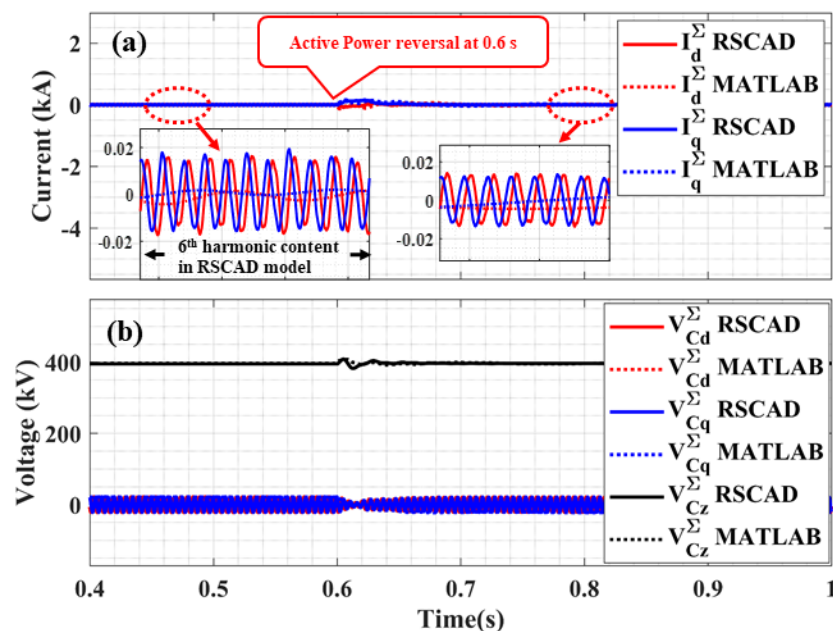 (a)
Active Power reversal at 0.6 s
I_d^Σ RSCAD
I_d^Σ MATLAB
I_q^Σ RSCAD
I_q^Σ MATLAB
Current (kA)
2
0
-2
-4
0.02
0
-0.02
6th harmonic content
in RSCAD model
0.02
0
-0.02
(b)
V_Cd^Σ RSCAD
V_Cd^Σ MATLAB
V_Cq^Σ RSCAD
V_Cq^Σ MATLAB
V_Cz^Σ RSCAD
V_Cz^Σ MATLAB
Voltage (kV)
400
200
0
0.4 0.5 0.6 0.7 0.8 0.9 1
Time(s)